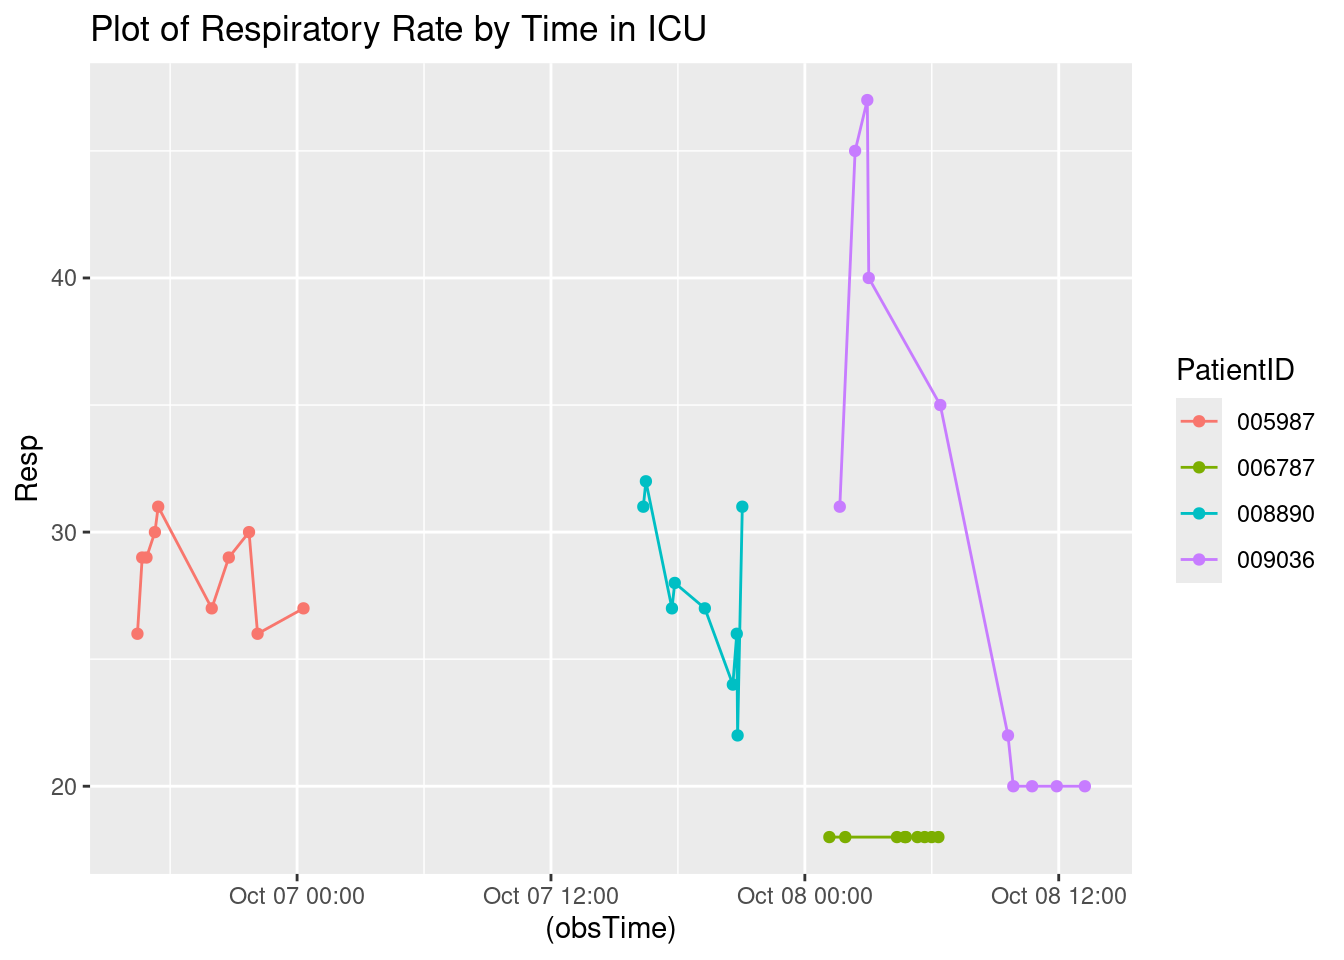 Plot of Respiratory Rate by Time in ICU
Resp
40
30
20
Oct 07 00:00
Oct 07 12:00
Oct 08 00:00
Oct 08 12:00
(obsTime)
PatientID
005987
006787
008890
009036